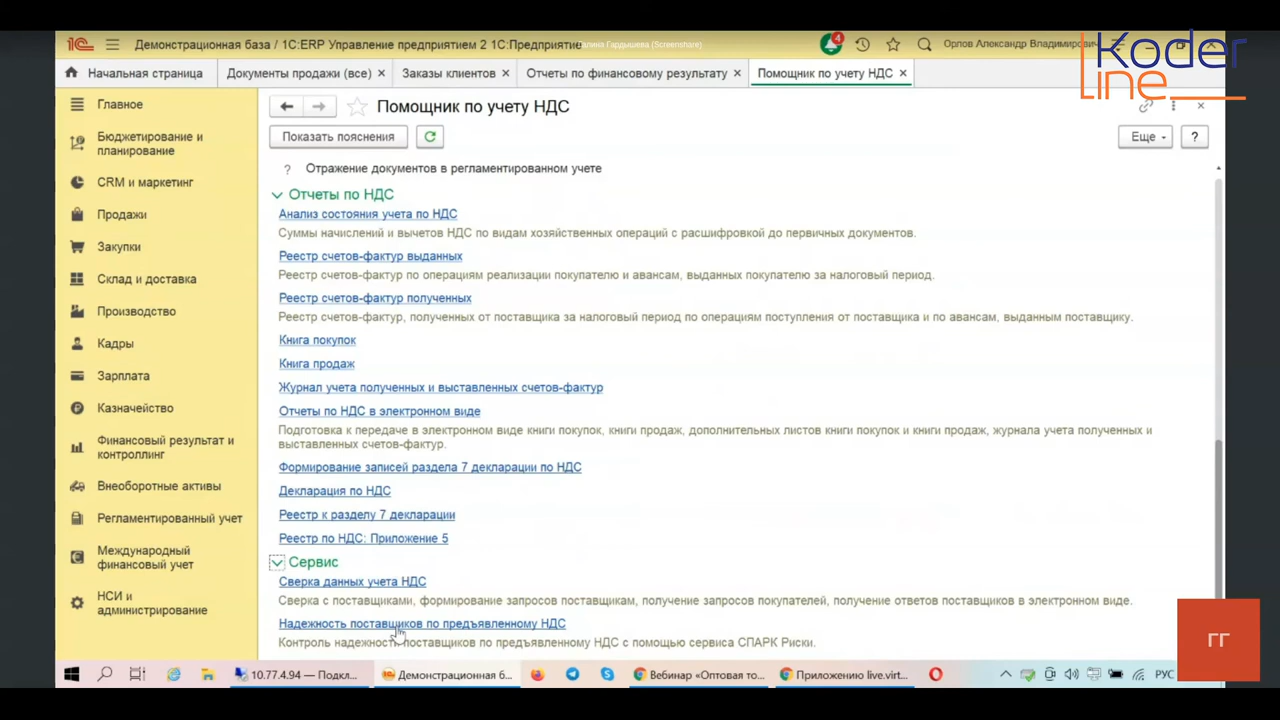 Демонстрационная база / 1С:ERP Управление предприятием 2 1С:Предприятие
Галина Гардышева (Screenshare)
4
Орлов Александр Владимирович
Koder
line
Начальная страница
Документы продажи (все) ×
Заказы клиентов ×
Отчеты по финансовому результату ×
Помощник по учету НДС ×
Главное
Бюджетирование и
планирование
CRM и маркетинг
Продажи
Закупки
Склад и доставка
Производство
Кадры
Зарплата
Казначейство
Финансовый результат и
контроллинг
Внеоборотные активы
Регламентированный учет
Международный
финансовый учет
НСИ и
администрирование
Помощник по учету НДС
Показать пояснения
Еще
?
? Отражение документов в регламентированном учете
Отчеты по НДС
Анализ состояния учета по НДС
Суммы начислений и вычетов НДС по видам хозяйственных операций с расшифровкой до первичных документов.
Реестр счетов-фактур выданных
Реестр счетов-фактур по операциям реализации покупателю и авансам, выданных покупателю за налоговый период.
Реестр счетов-фактур полученных
Реестр счетов-фактур, полученных от поставщика за налоговый период по операциям поступления от поставщика и по авансам, выданным поставщику.
Книга покупок
Книга продаж
Журнал учета полученных и выставленных счетов-фактур
Отчеты по НДС в электронном виде
Подготовка к передаче в электронном виде книги покупок, книги продаж, дополнительных листов книги покупок и книги продаж, журнала учета полученных и
выставленных счетов-фактур.
Формирование записей раздела 7 декларации по НДС
Декларация по НДС
Реестр к разделу 7 декларации
Реестр по НДС: Приложение 5
Сервис
Сверка данных учета НДС
Сверка с поставщиками, формирование запросов поставщикам, получение запросов покупателей, получение ответов поставщиков в электронном виде.
Надежность поставщиков по предъявленному НДС
Контроль надежности поставщиков по предъявленному НДС с помощью сервиса СПАРК Риски.
ГГ
10.77.4.94 — Подкл...
Демонстрационная б...
Вебинар «Оптовая то...
Приложению live.virt...
РУС